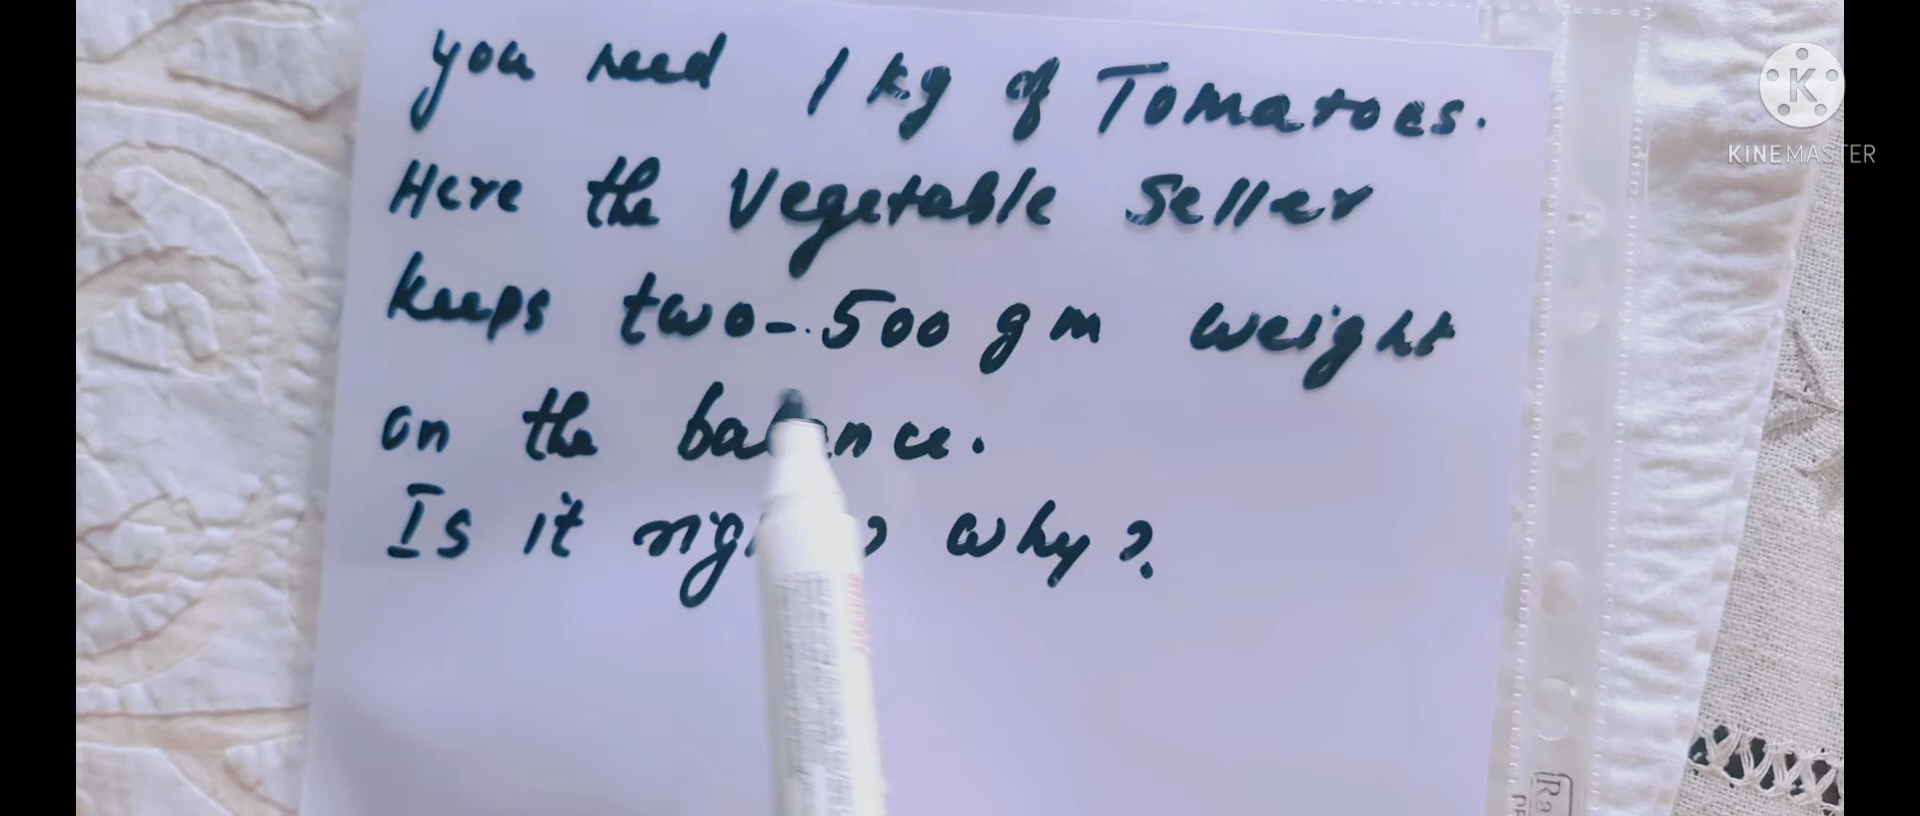 you need 1 kg of Tomatoes.
Here the Vegetable Seller
keeps two-500 gm weight
on the balance.
Is it right? why?
KINEMASTER